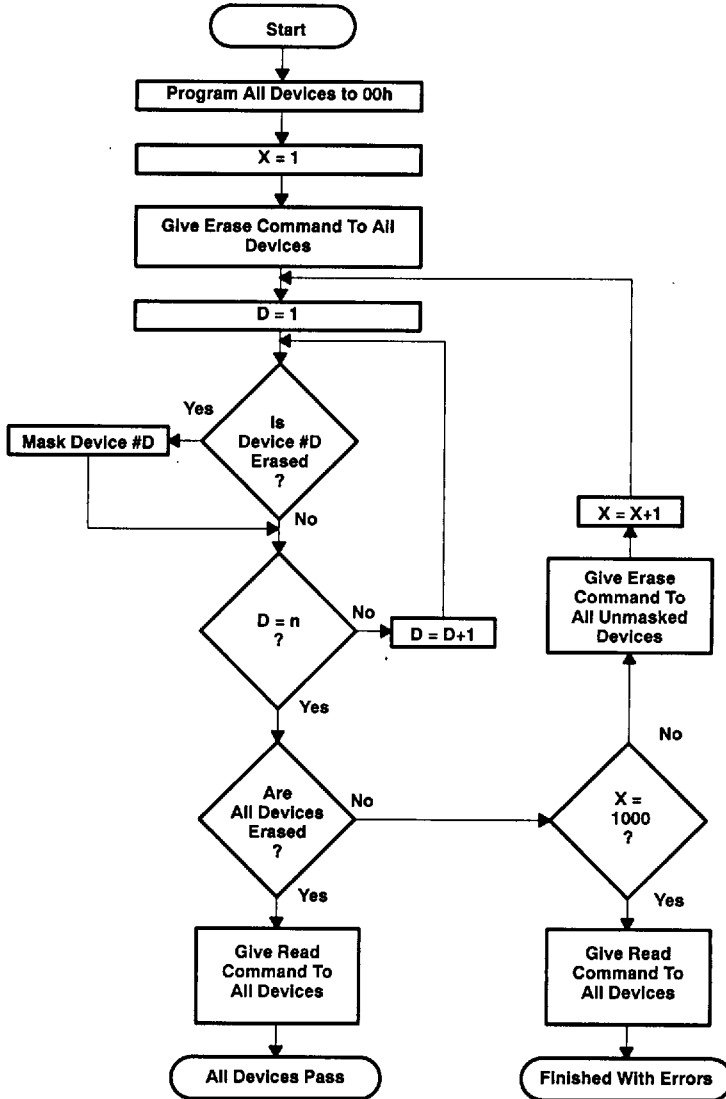 Start
Program All Devices to 00h
X = 1
Give Erase Command To All
Devices
D = 1
Yes
Is
Device #D
Erased
?
Mask Device #D
No
X = X+1
Give Erase
Command To
All Unmasked
Devices
D = n
?
No
D = D+1
Yes
No
Are
All Devices
Erased
?
No
X =
1000
?
Yes
Yes
Give Read
Command To
All Devices
Give Read
Command To
All Devices
All Devices Pass
Finished With Errors